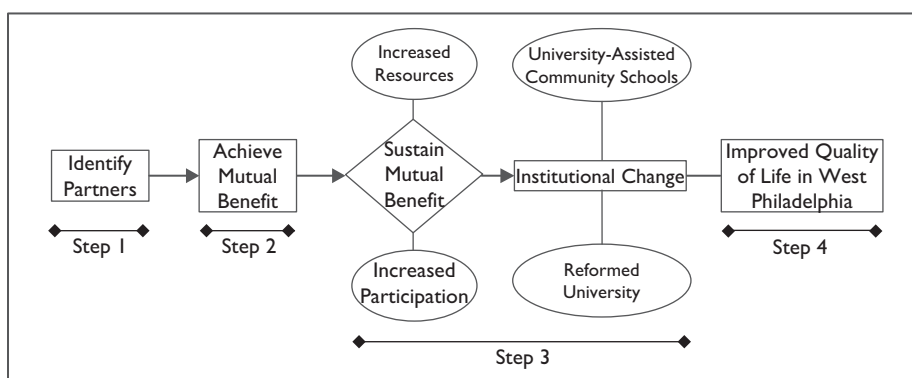 Increased
Resources
University-Assisted
Community Schools
Identify
Partners
Achieve
Mutual
Benefit
Sustain
Mutual
Benefit
Institutional Change
Improved Quality
of Life in West
Philadelphia
Increased
Participation
Reformed
University
Step 1
Step 2
Step 3
Step 4